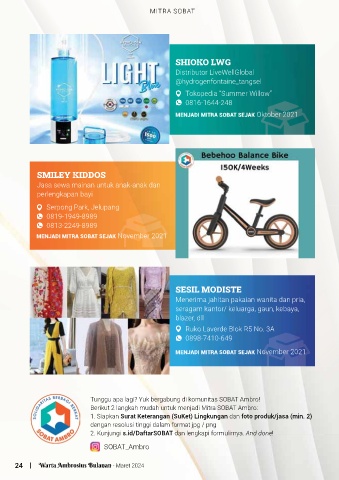 MITRA SOBAT
LIGHT
Blue
SHIOKO LWG
Distributor LiveWellGlobal
@hydrogenfontaine_tangsel
Tokopedia "Summer Willow"
0816-1644-248
MENJADI MITRA SOBAT SEJAK Oktober 2021
SMILEY KIDDOS
Jasa sewa mainan untuk anak-anak dan
perlengkapan bayi
Serpong Park, Jelupang
0819-1949-8989
0813-2249-8989
MENJADI MITRA SOBAT SEJAK November 2021
Bebehoo Balance Bike
150K/4Weeks
SESIL MODISTE
Menerima jahitan pakaian wanita dan pria,
seragam kantor/ keluarga, gaun, kebaya,
blazer, dll
Ruko Laverde Blok R5 No. 3A
0898-7410-649
MENJADI MITRA SOBAT SEJAK November 2021
SOLIDARITAS BERBAGI BERKAT
SOBAT AMBRO
Tunggu apa lagi? Yuk bergabung di komunitas SOBAT Ambro!
Berikut 2 langkah mudah untuk menjadi Mitra SOBAT Ambro:
1. Siapkan Surat Keterangan (SuKet) Lingkungan dan foto produk/jasa (min. 2)
dengan resolusi tinggi dalam format jpg / png
2. Kunjungi s.id/DaftarSOBAT dan lengkapi formulirnya. And done!
SOBAT_Ambro
24 | Warta Ambrosius Bulanan - Maret 2024